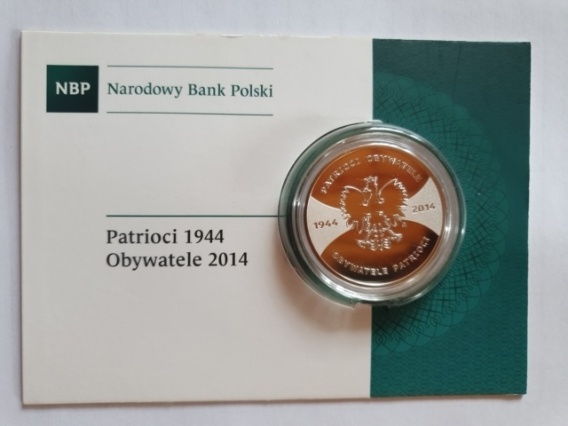 NBP
Narodowy Bank Polski
Patrioci 1944
Obywatele 2014
PATRIOCI OBYWATELE
1944 2014
OBYWATELE PATRIOCI